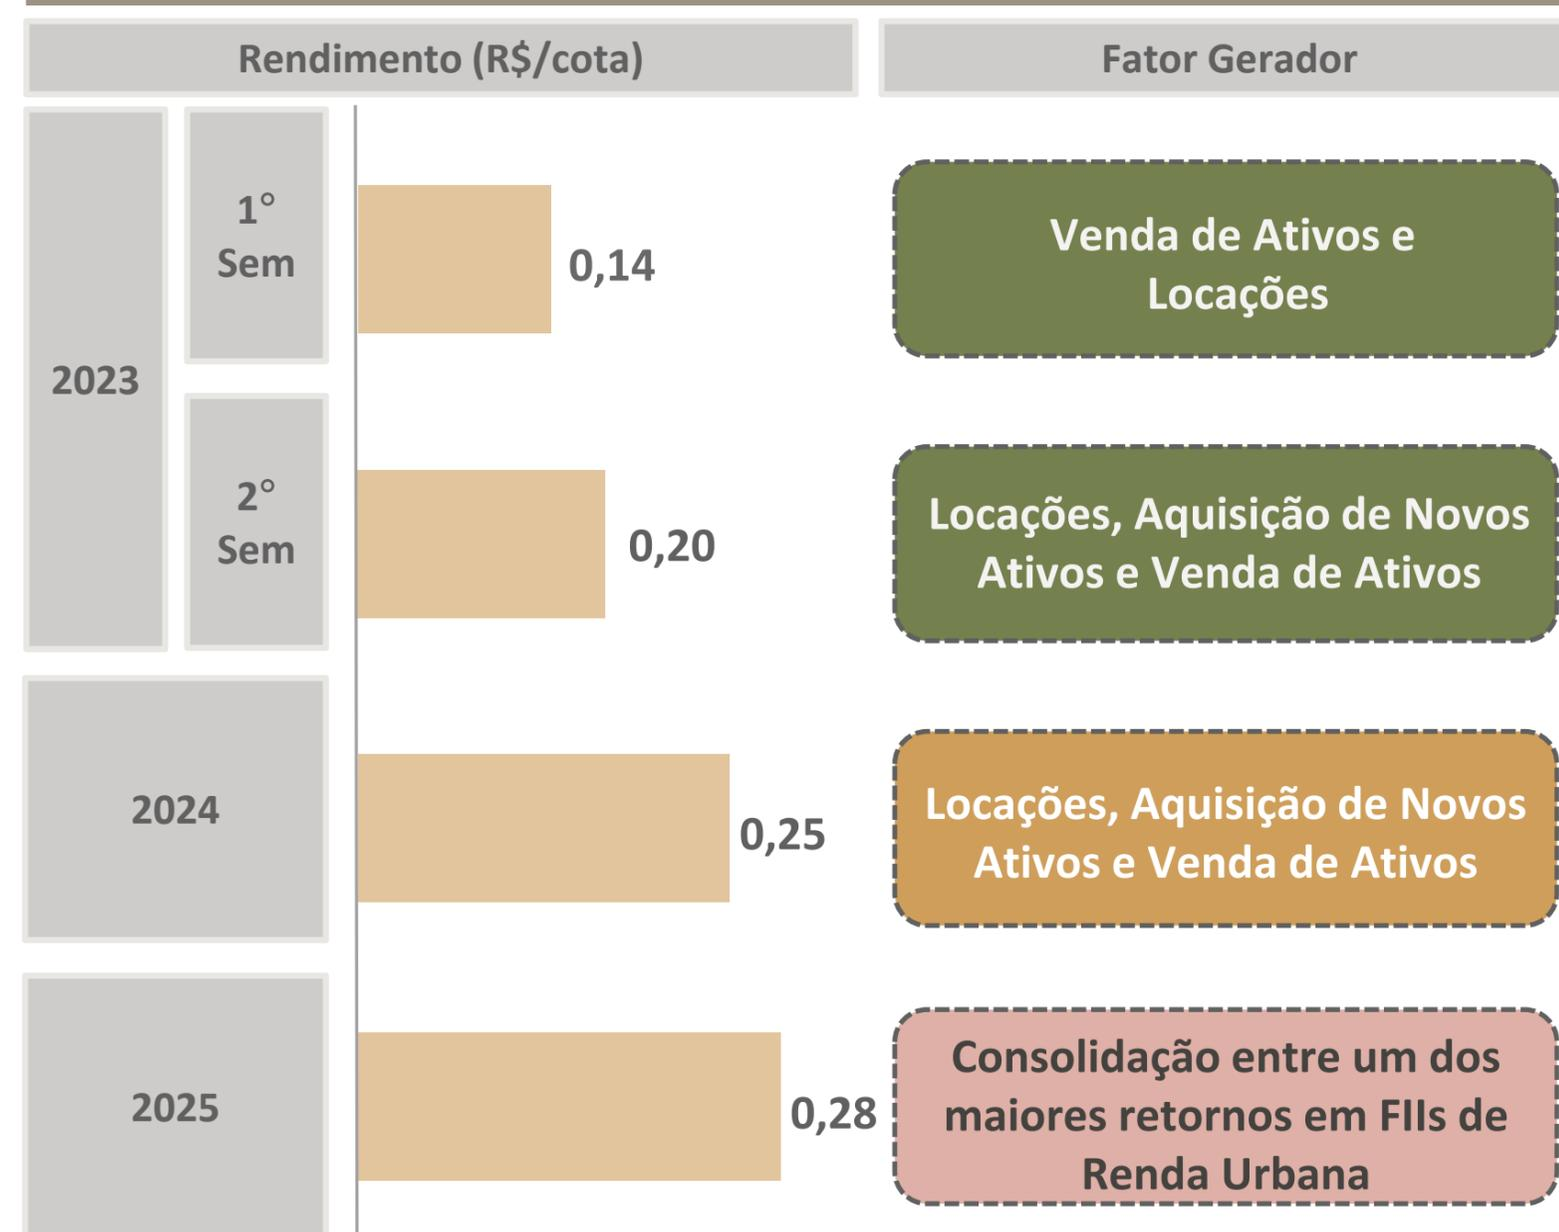 Rendimento (R$/cota)
Fator Gerador
2023
1°
Sem
0,14
Venda de Ativos e
Locações
2°
Sem
0,20
Locações, Aquisição de Novos
Ativos e Venda de Ativos
2024
0,25
Locações, Aquisição de Novos
Ativos e Venda de Ativos
2025
0,28
Consolidação entre um dos
maiores retornos em FIIs de
Renda Urbana